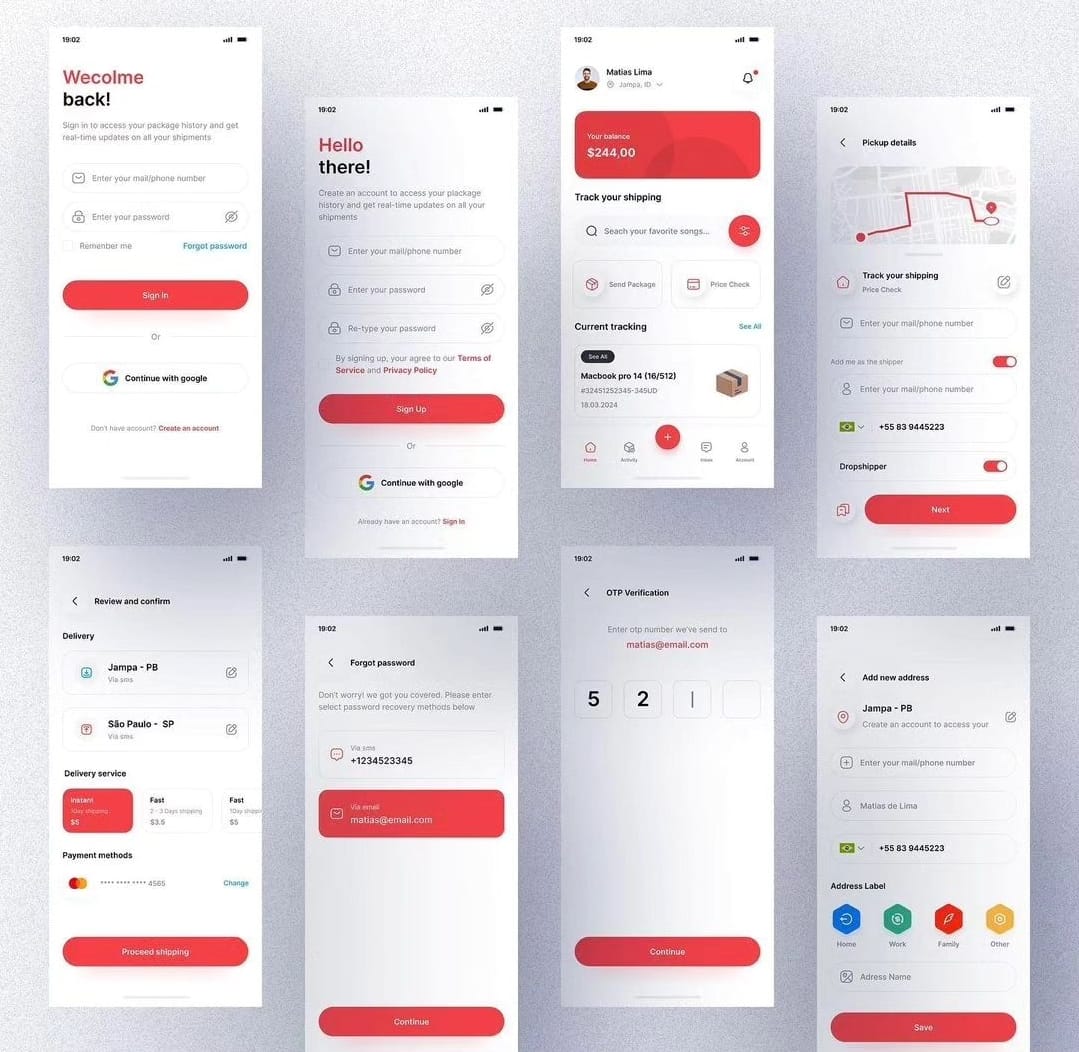 19:02
Wecolme
back!
Sign in to access your package history and get
real-time updates on all your shipments
Enter your mail/phone number
Enter your password
Remenber me
Forgot password
Sign In
Or
Continue with google
Don't have account? Create an account
19:02
Hello
there!
Create an account to access your plackage
history and get real-time updates on all your
shipments
Enter your mail/phone number
Enter your password
Re-type your password
By signing up, your agree to our Terms of
Service and Privacy Policy
Sign Up
Or
Continue with google
Already have an account? Sign In
19:02
Matias Lima
Jampa, ID
Your balance
$244,00
Track your shipping
Seach your favorite songs...
Send Package
Price Check
Current tracking
See All
See All
Macbook pro 14 (16/512)
#32451252345-345UD
18.03.2024
Home
Activity
Inbox
Account
19:02
Pickup details
Track your shipping
Price Check
Enter your mail/phone number
Add me as the shipper
Enter your mail/phone number
+55 83 9445223
Dropshipper
Next
19:02
Review and confirm
Delivery
Jampa - PB
Via sms
São Paulo - SP
Via sms
Delivery service
Instant
1Day shipping
$5
Fast
2 - 3 Days shipping
$3.5
Fast
1Day shippi
$5
Payment methods
**** **** **** 4565
Change
Proceed shipping
19:02
Forgot password
Don't worry! we got you covered. Please enter
select password recovery methods below
Via sms
+1234523345
Via email
matias@email.com
Continue
19:02
OTP Verification
Enter otp number we've send to
matias@email.com
5 2
Continue
19:02
Add new address
Jampa - PB
Create an account to access your
Enter your mail/phone number
Matias de Lima
+55 83 9445223
Address Label
Home
Work
Family
Other
Adress Name
Save